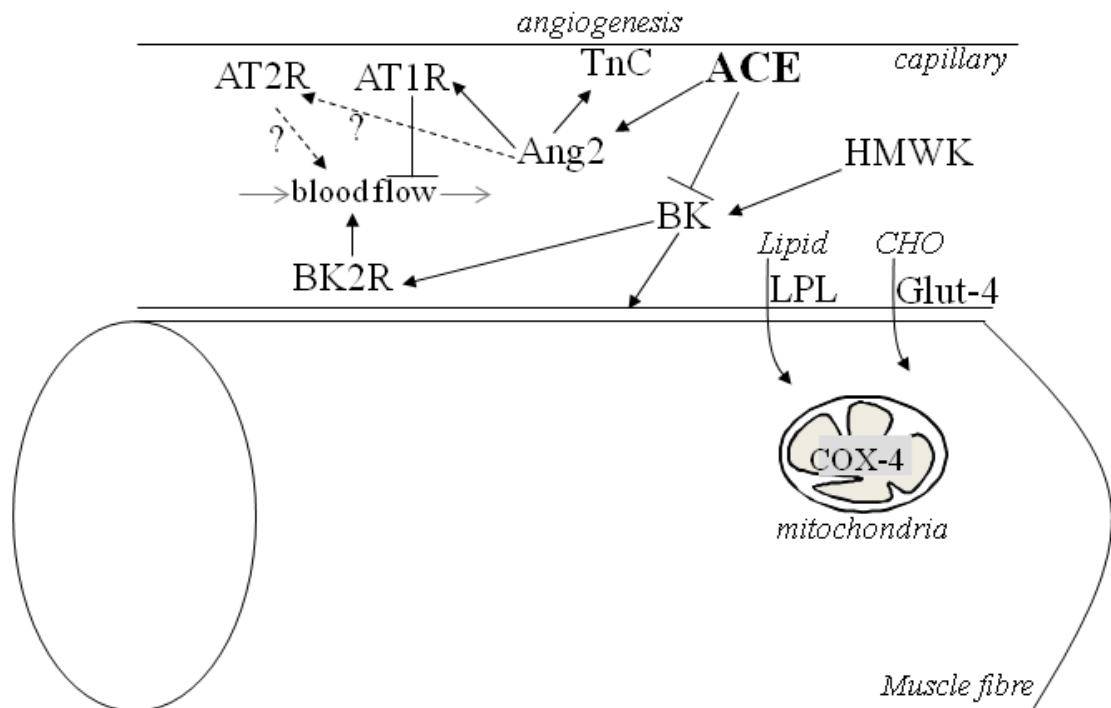 angiogenesis
capillary
AT2R
AT1R
TnC
ACE
?
?
Ang2
HMWK
blood flow
BK
Lipid
CHO
BK2R
LPL
Glut-4
COX-4
mitochondria
Muscle fibre